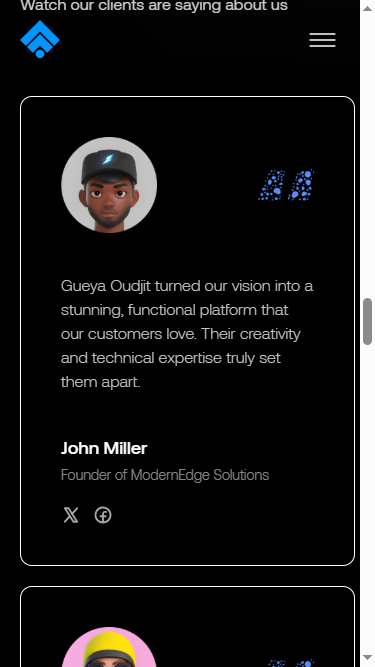 Watch our clients are saying about us
Gueya Oudjit turned our vision into a
stunning, functional platform that
our customers love. Their creativity
and technical expertise truly set
them apart.
John Miller
Founder of ModernEdge Solutions